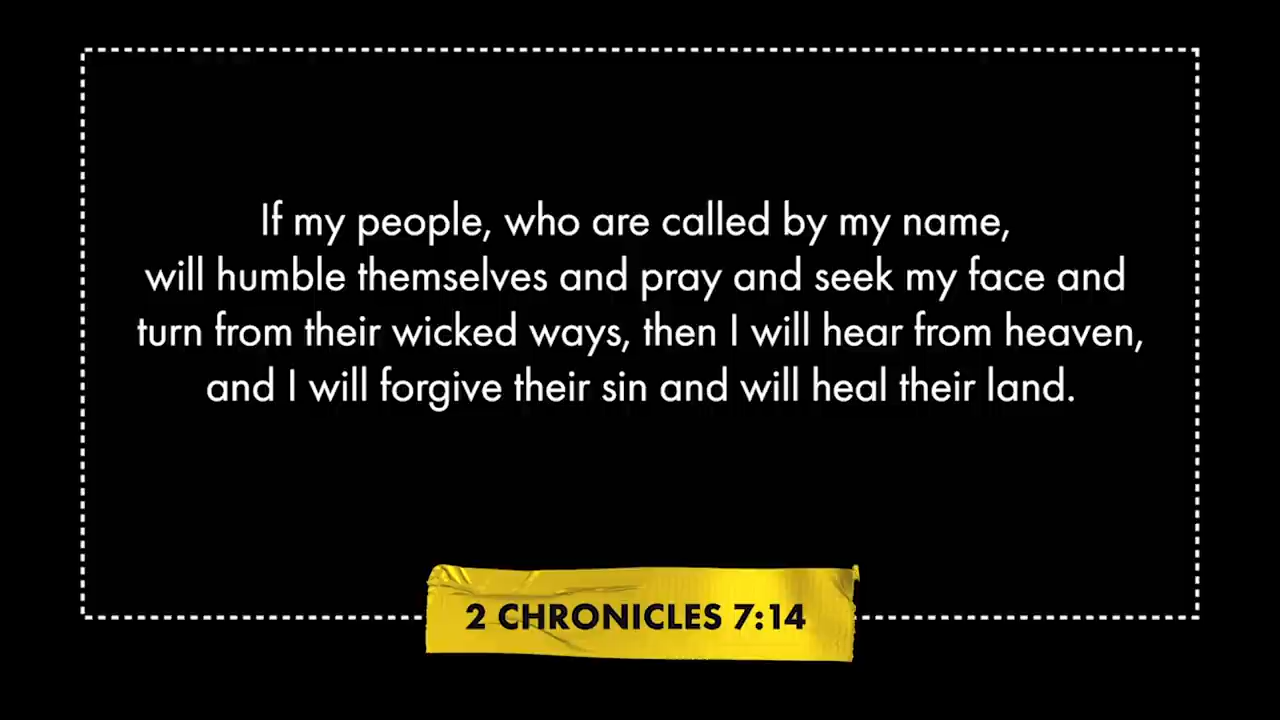 If my people, who are called by my name,
will humble themselves and pray and seek my face and
turn from their wicked ways, then I will hear from heaven,
and I will forgive their sin and will heal their land.
2 CHRONICLES 7:14